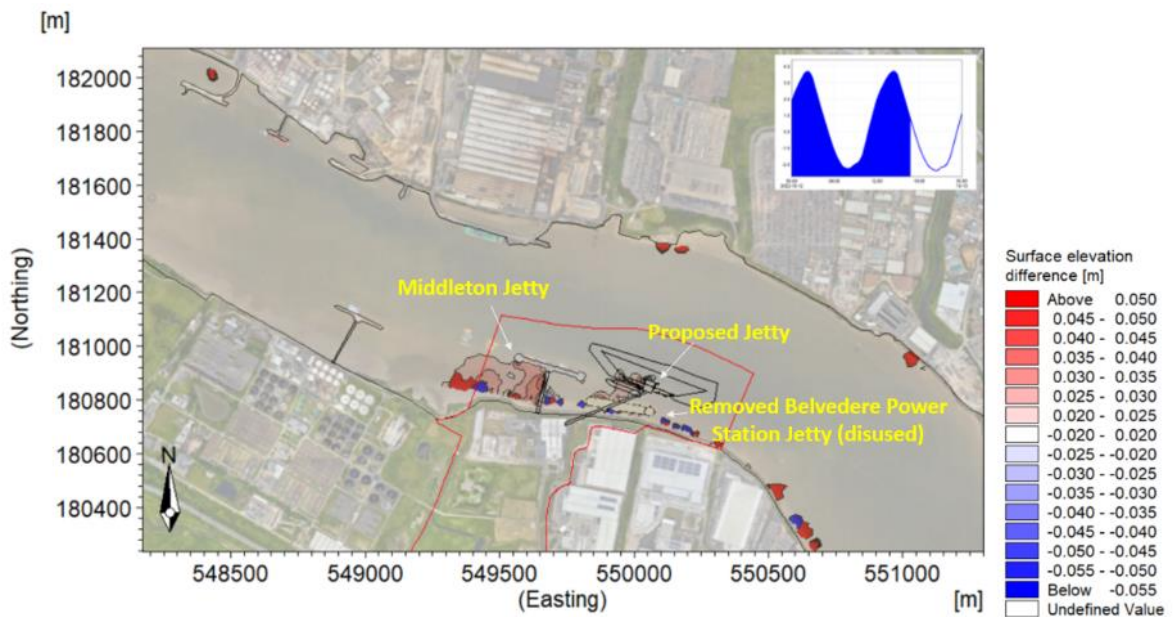 [m]
182000
181800
181600
181400
181200
181000
180800
180600
180400
(Northing)
Middleton Jetty
Proposed Jetty
Removed Belvedere Power
Station Jetty (disused)
N
548500 549000 549500 550000 550500 551000
(Easting) [m]
Surface elevation
difference [m]
Above 0.050
0.045 - 0.050
0.040 - 0.045
0.035 - 0.040
0.030 - 0.035
0.025 - 0.030
0.020 - 0.025
-0.020 - 0.020
-0.025 - -0.020
-0.030 - -0.025
-0.035 - -0.030
-0.040 - -0.035
-0.045 - -0.040
-0.050 - -0.045
-0.055 - -0.050
Below -0.055
Undefined Value